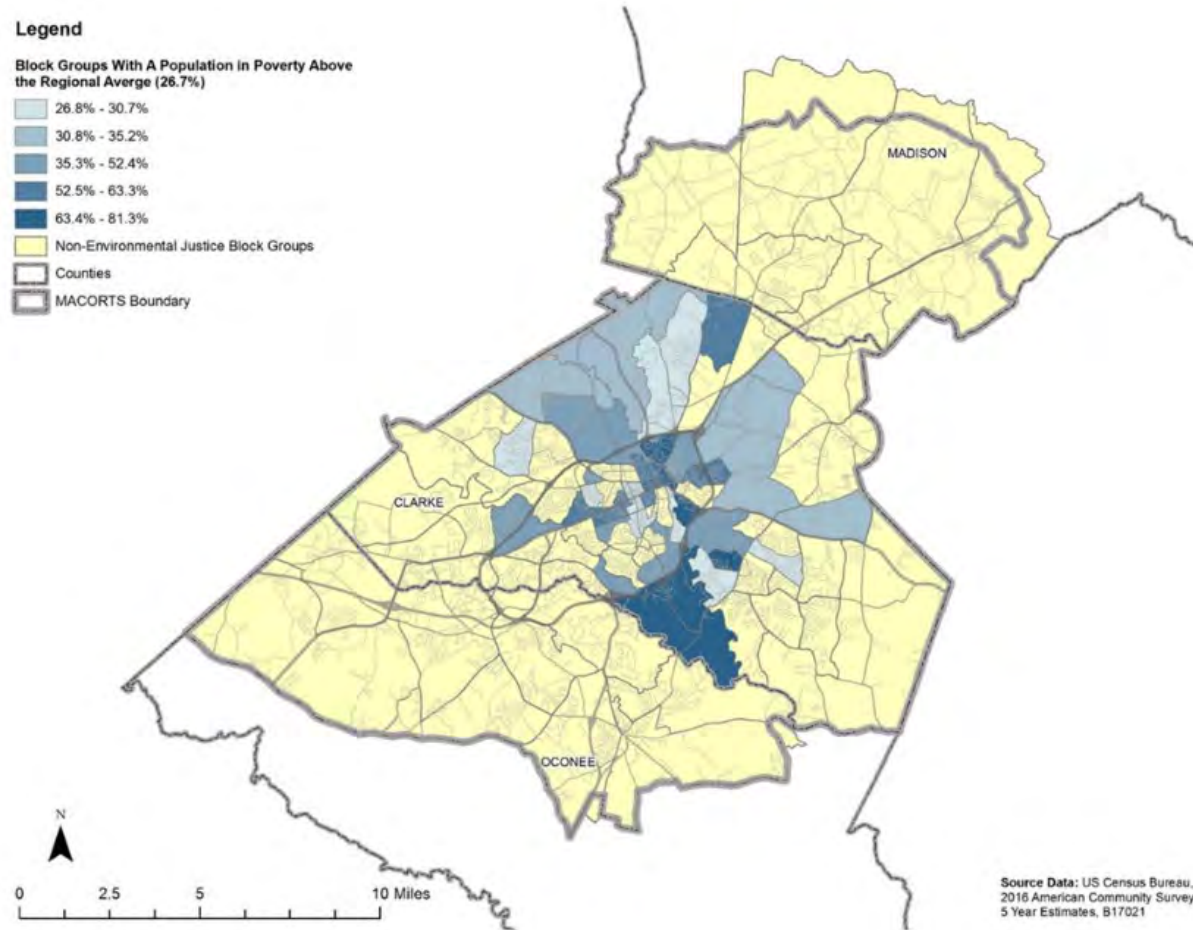 Legend
Block Groups With A Population in Poverty Above
the Regional Averge (26.7%)
26.8% - 30.7%
30.8% - 35.2%
35.3% - 52.4%
52.5% - 63.3%
63.4% - 81.3%
Non-Environmental Justice Block Groups
Counties
MACORTS Boundary
MADISON
CLARKE
OCONEE
N
0 2.5 5 10 Miles
Source Data: US Census Bureau,
2016 American Community Survey
5 Year Estimates, B17021